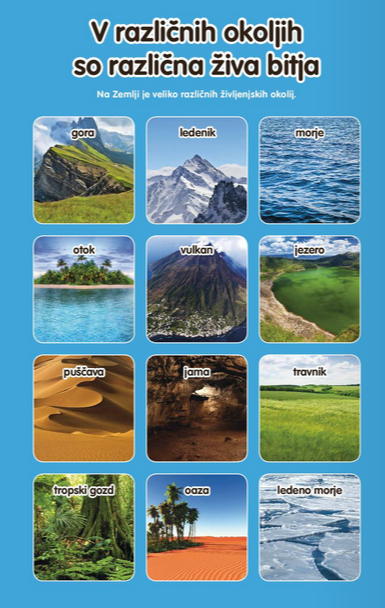 V različnih okoljih
so različna živa bitja
Na Zemlji je veliko različnih življenjskih okolij.
gora
ledenik
morje
otok
vulkan
jezero
puščava
jama
travnik
tropski gozd
oaza
ledeno morje